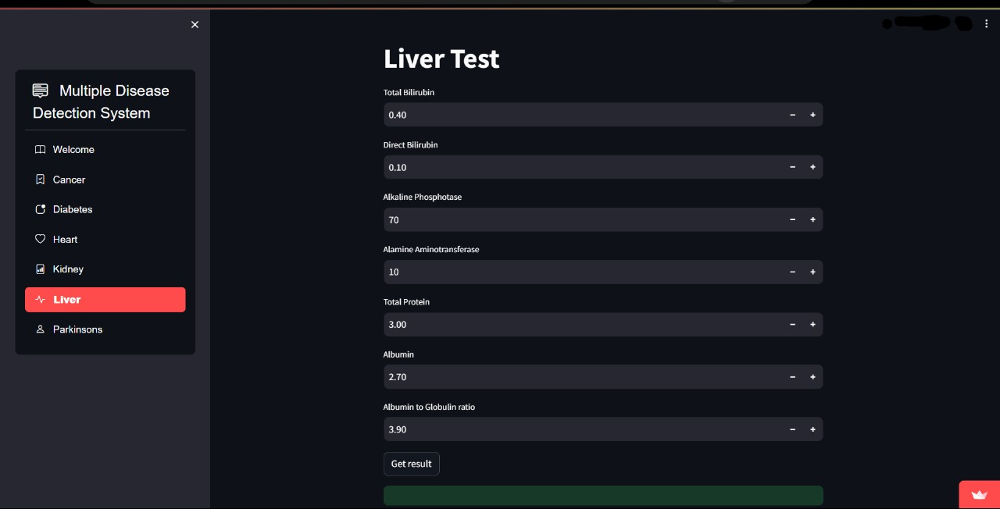 Multiple Disease
Detection System
Welcome
Cancer
Diabetes
Heart
Kidney
Liver
Parkinsons
Liver Test
Total Bilirubin
0.40
Direct Bilirubin
0.10
Alkaline Phosphotase
70
Alamine Aminotransferase
10
Total Protein
3.00
Albumin
2.70
Albumin to Globulin ratio
3.90
Get result